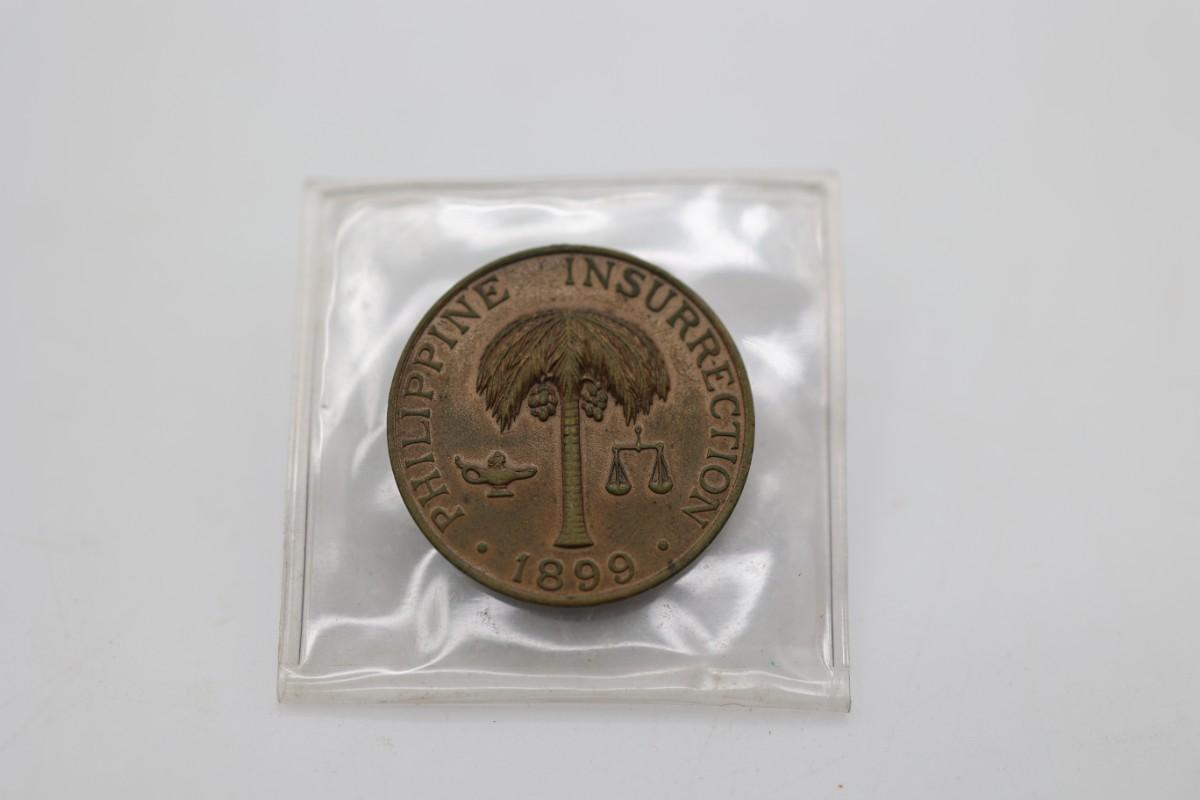 PHILIPPINE INSURRECTION
• 1899 •